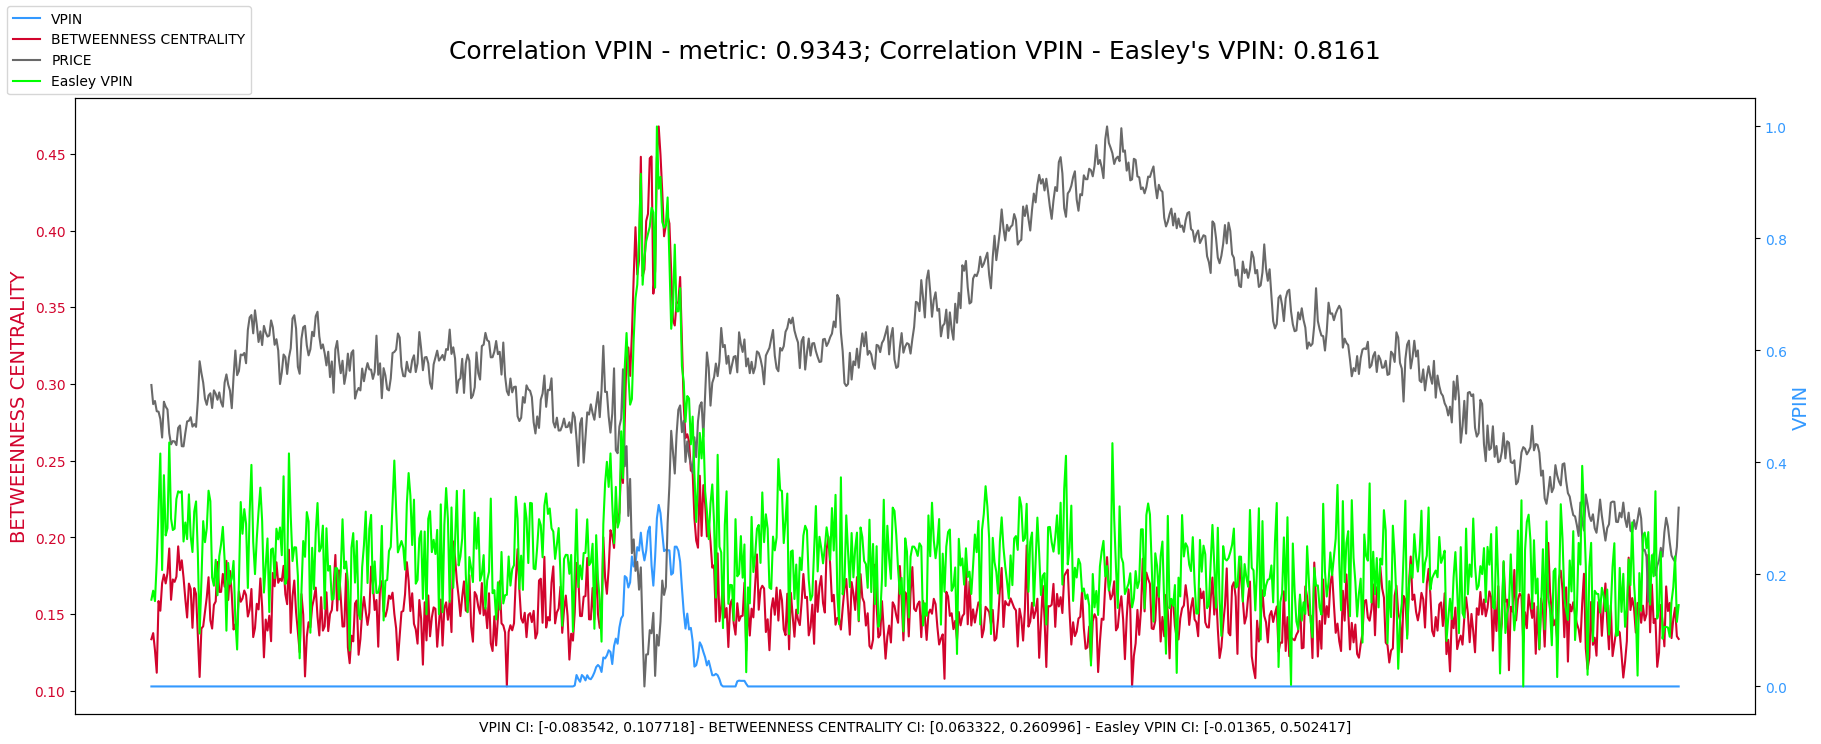 VPIN
BETWEENNESS CENTRALITY
PRICE
Easley VPIN
Correlation VPIN - metric: 0.9343; Correlation VPIN - Easley's VPIN: 0.8161
BETWEENNESS CENTRALITY
0.45
0.40
0.35
0.30
0.25
0.20
0.15
0.10
1.0
0.8
0.6
0.4
0.2
0.0
VPIN
VPIN CI: [-0.083542, 0.107718] - BETWEENNESS CENTRALITY CI: [0.063322, 0.260996] - Easley VPIN CI: [-0.01365, 0.502417]